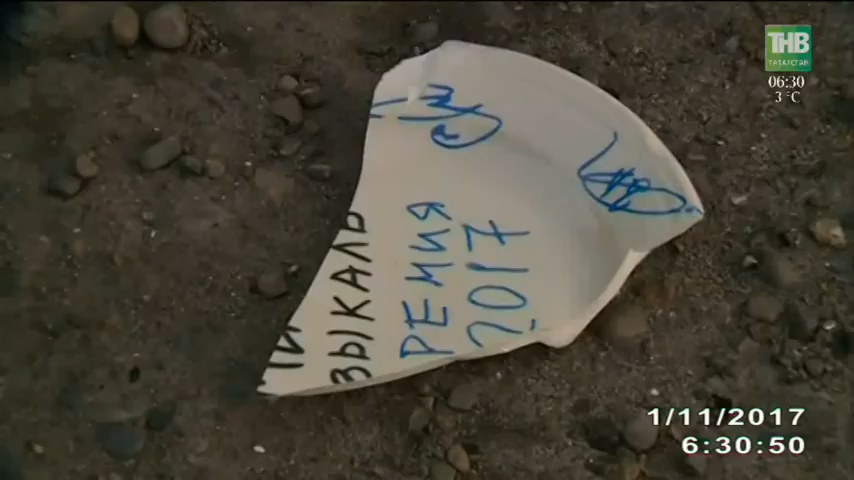 ТНВ
ТАТАРСТАН
06:30
3 °C
ЗЫКАЛЬ
РЕМИЯ
2017
1/11/2017
6:30:50